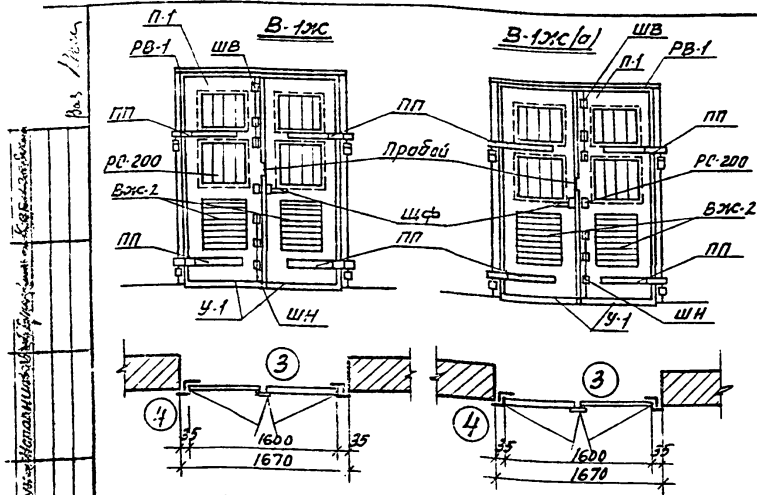 В-1Ж
В-1Ж(а)
П-1
РВ-1
ШВ
ПП
РС-200
ВЖ-2
ПП
У-1
ШН
ПП
Пробой
ШФ
ПП
ШВ
П-1
РВ-1
ПП
РС-200
ВЖ-2
ПП
У-1
ШН
3
4
35
1600
35
1670
3
4
35
1600
35
1670